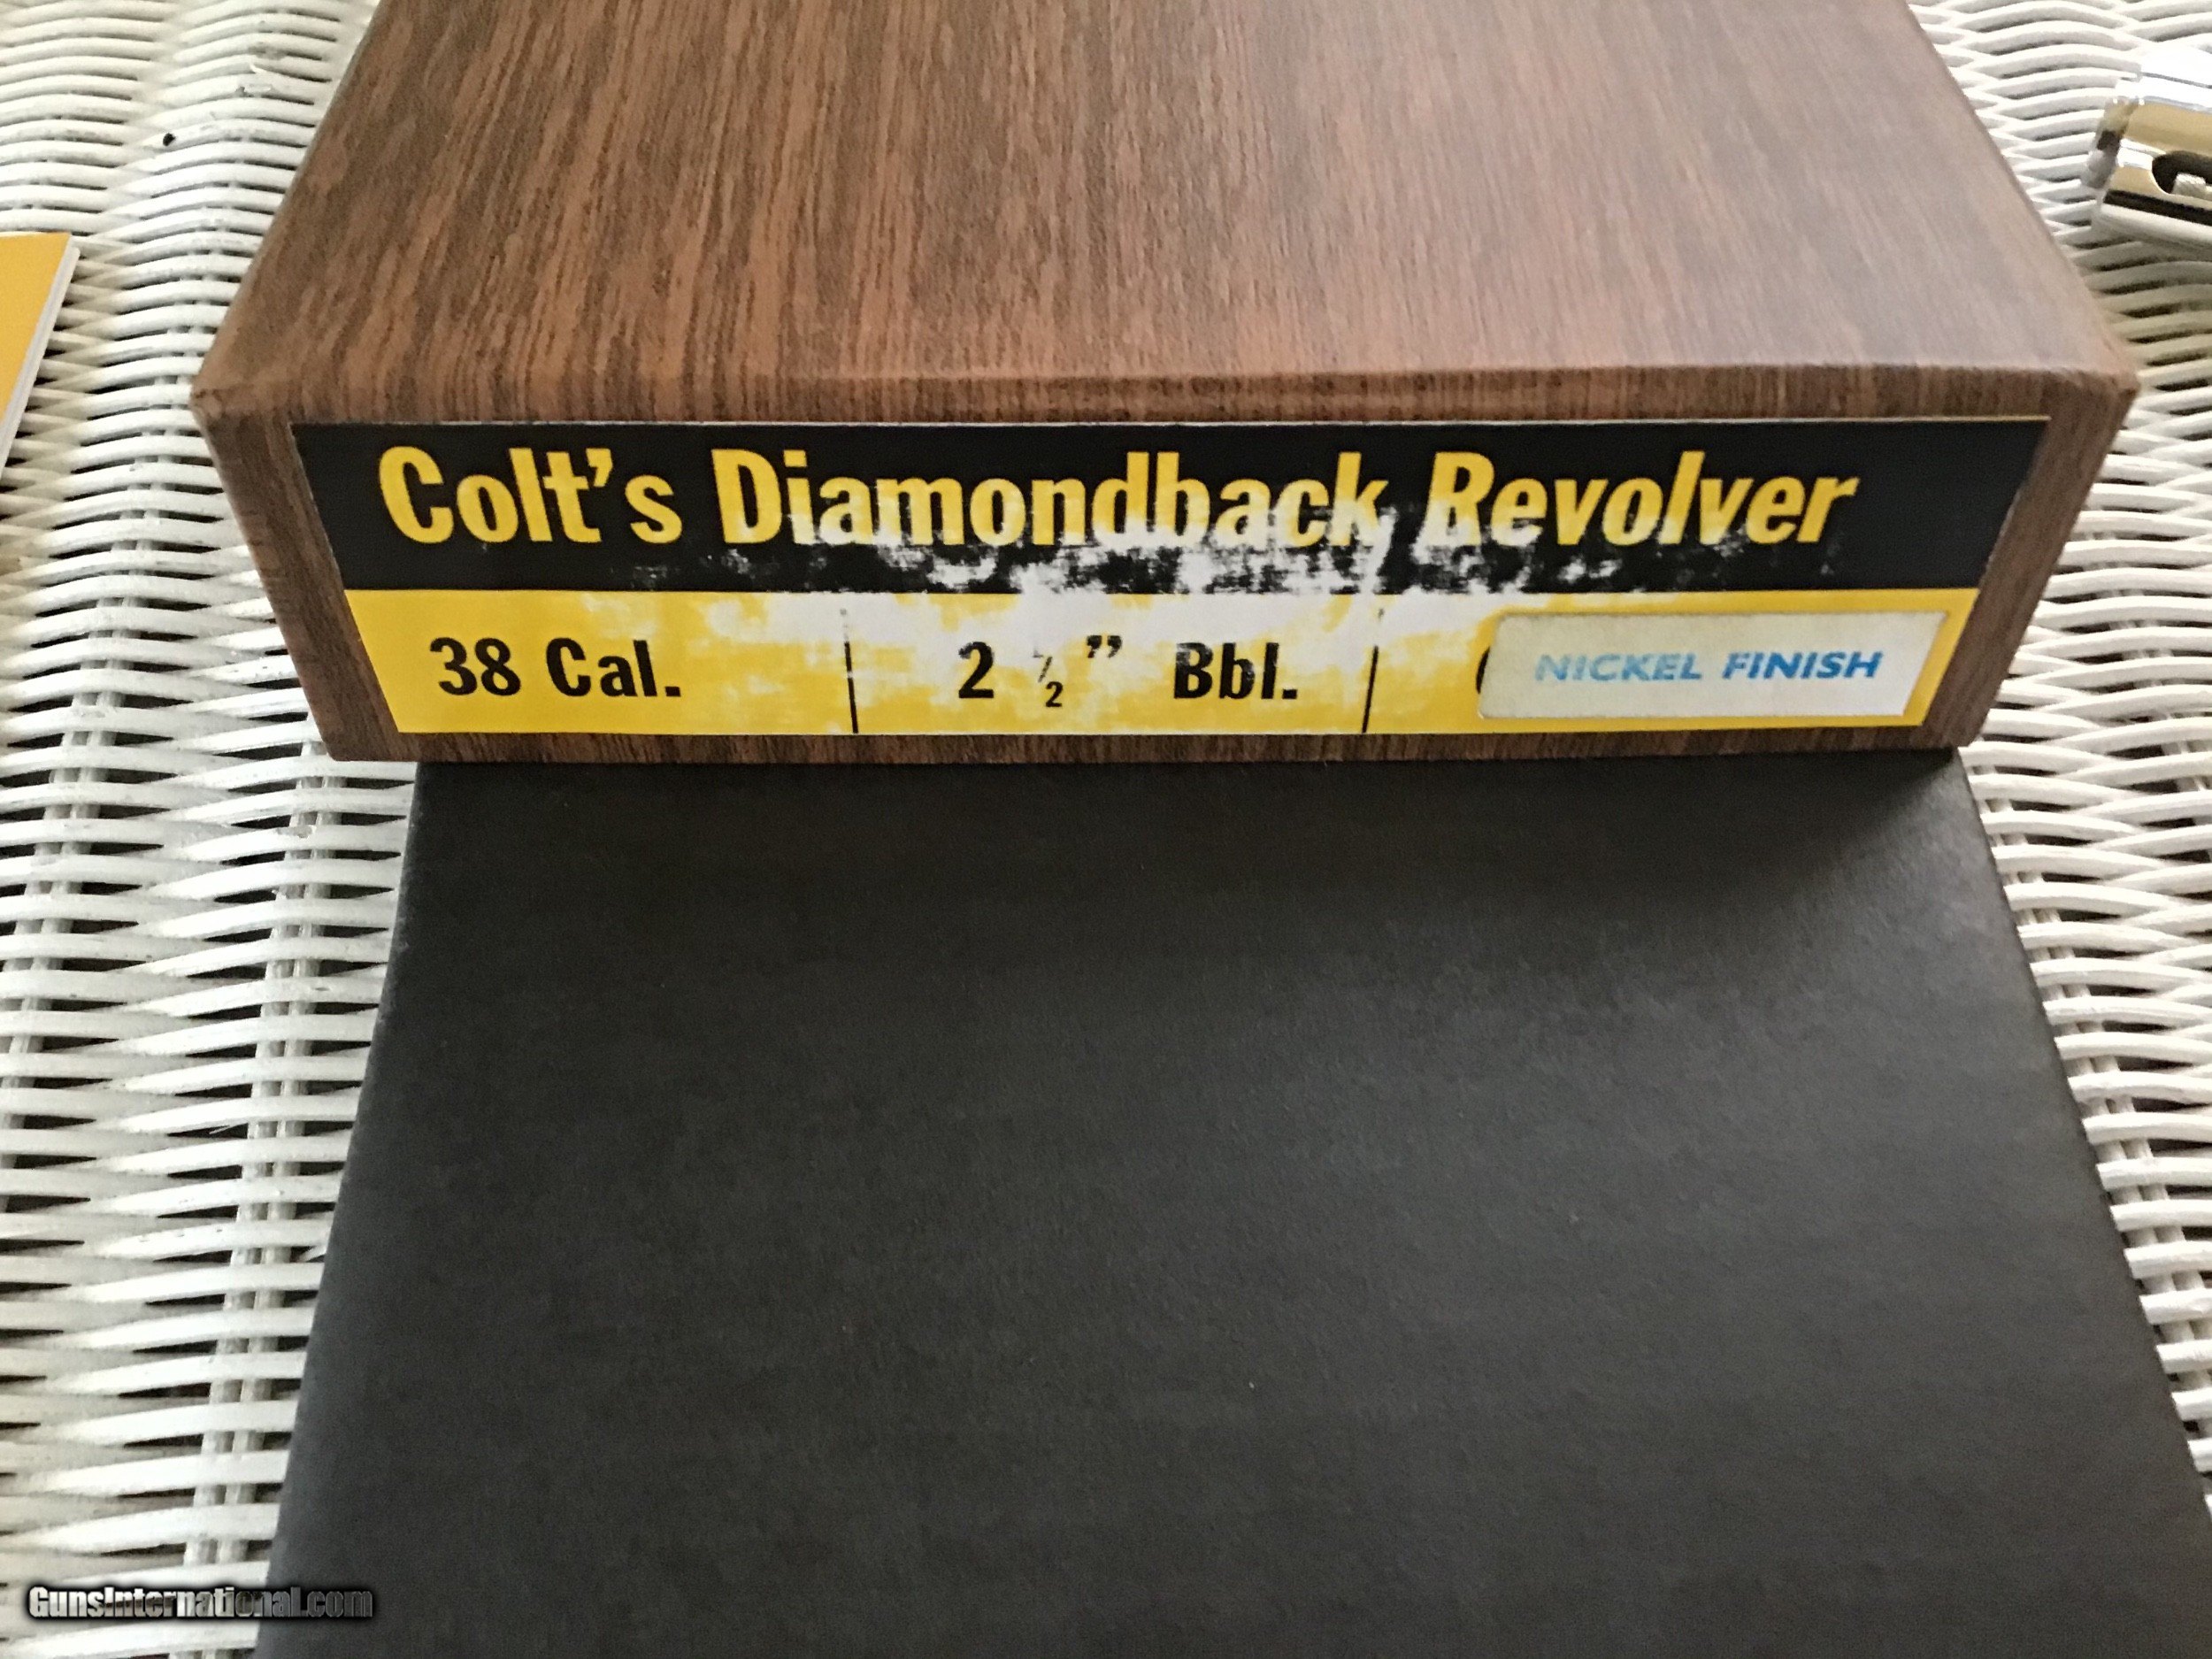 Colt's Diamondback Revolver
38 Cal. 2 ½" Bbl. NICKEL FINISH
GunsInternational.com